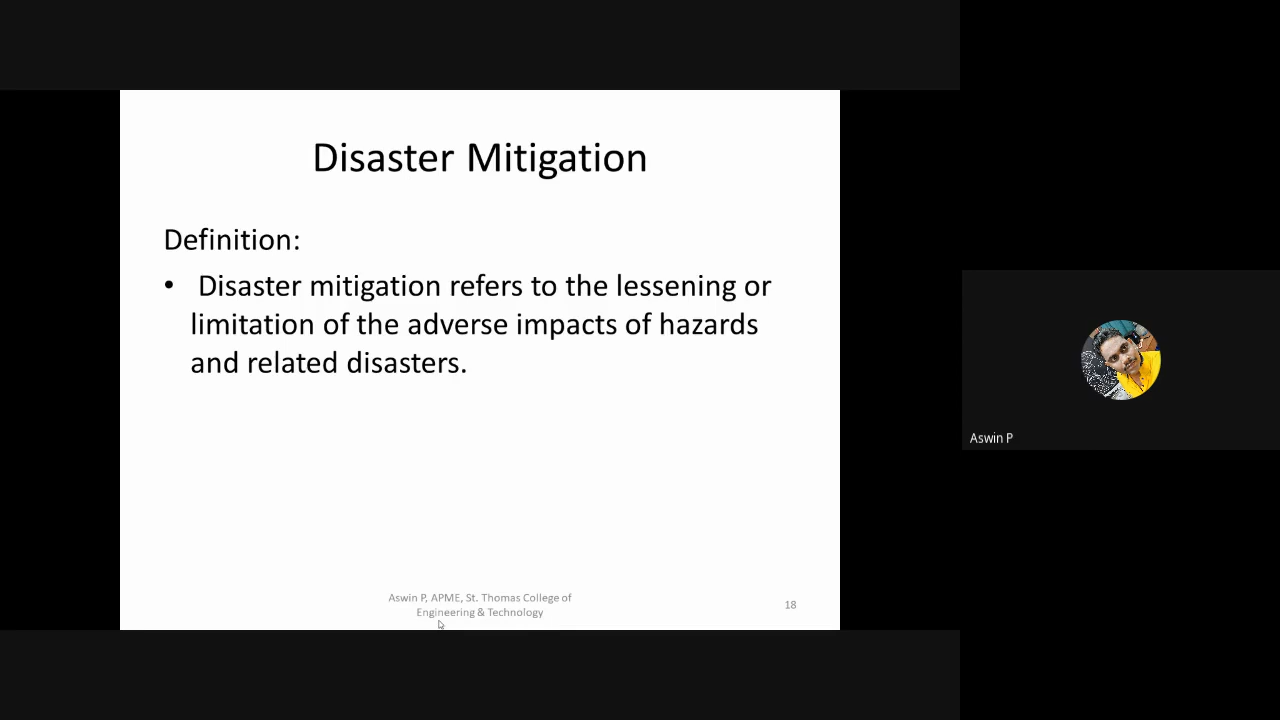 Disaster Mitigation
Definition:
• Disaster mitigation refers to the lessening or
limitation of the adverse impacts of hazards
and related disasters.
Aswin P, APME, St. Thomas College of
Engineering & Technology
18
Aswin P